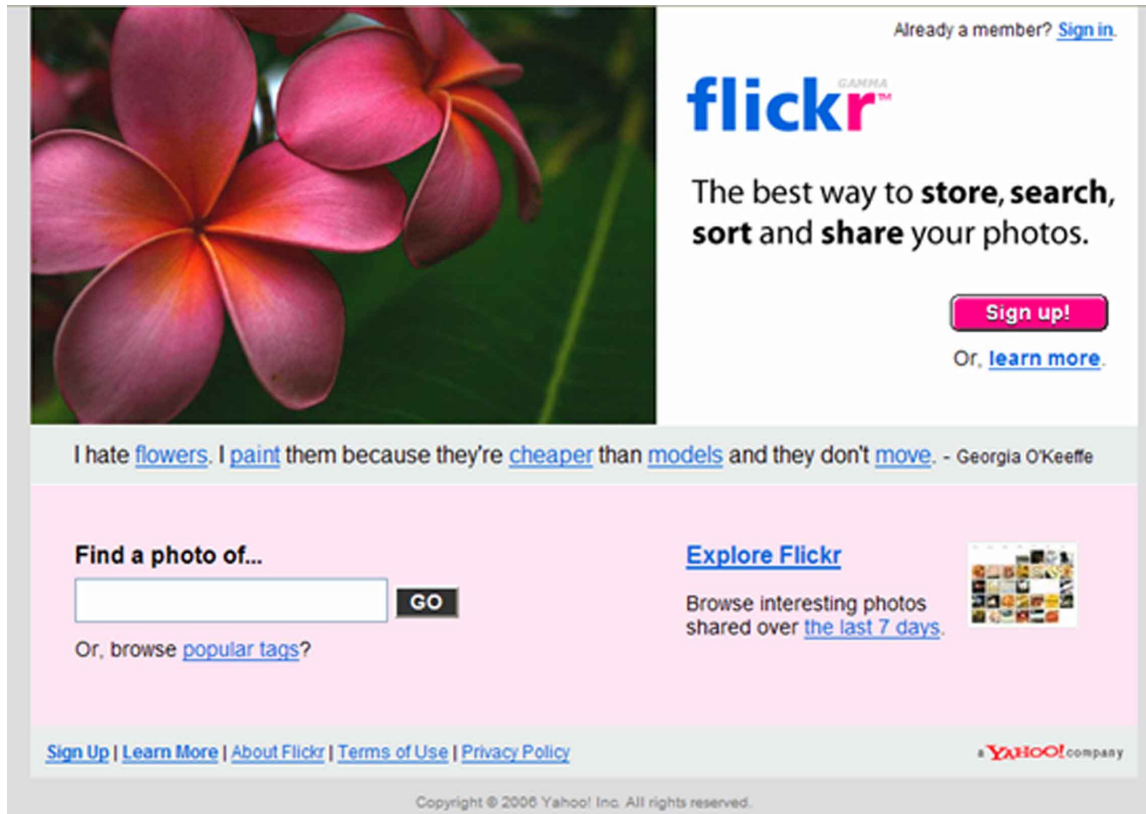 Already a member? Sign in.
flickr GAMMA™
The best way to store, search,
sort and share your photos.
Sign up!
Or, learn more.
I hate flowers. I paint them because they're cheaper than models and they don't move. - Georgia O'Keeffe
Find a photo of...
GO
Or, browse popular tags?
Explore Flickr
Browse interesting photos
shared over the last 7 days.
Sign Up | Learn More | About Flickr | Terms of Use | Privacy Policy
a YAHOO! company
Copyright © 2006 Yahoo! Inc. All rights reserved.